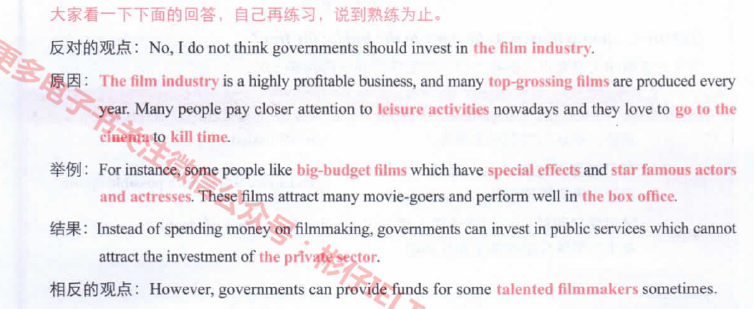 大家看一下下面的回答，自己再练习，说到熟练为止。
反对的观点：No, I do not think governments should invest in the film industry.
原因：The film industry is a highly profitable business, and many top-grossing films are produced every
year. Many people pay closer attention to leisure activities nowadays and they love to go to the
cinema to kill time.
举例：For instance, some people like big-budget films which have special effects and star famous actors
and actresses. These films attract many movie-goers and perform well in the box office.
结果：Instead of spending money on filmmaking, governments can invest in public services which cannot
attract the investment of the private sector.
相反的观点：However, governments can provide funds for some talented filmmakers sometimes.
更多电子书关注微信公众号：彬仔IELT